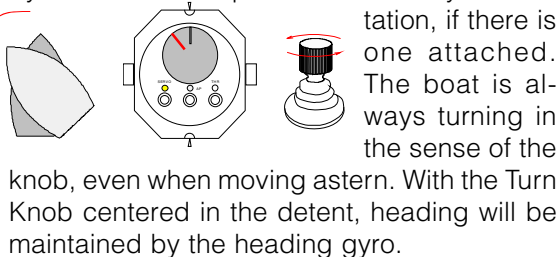 tation, if there is
one attached.
The boat is al-
ways turning in
the sense of the
SERVO THR
AP
knob, even when moving astern. With the Turn
Knob centered in the detent, heading will be
maintained by the heading gyro.